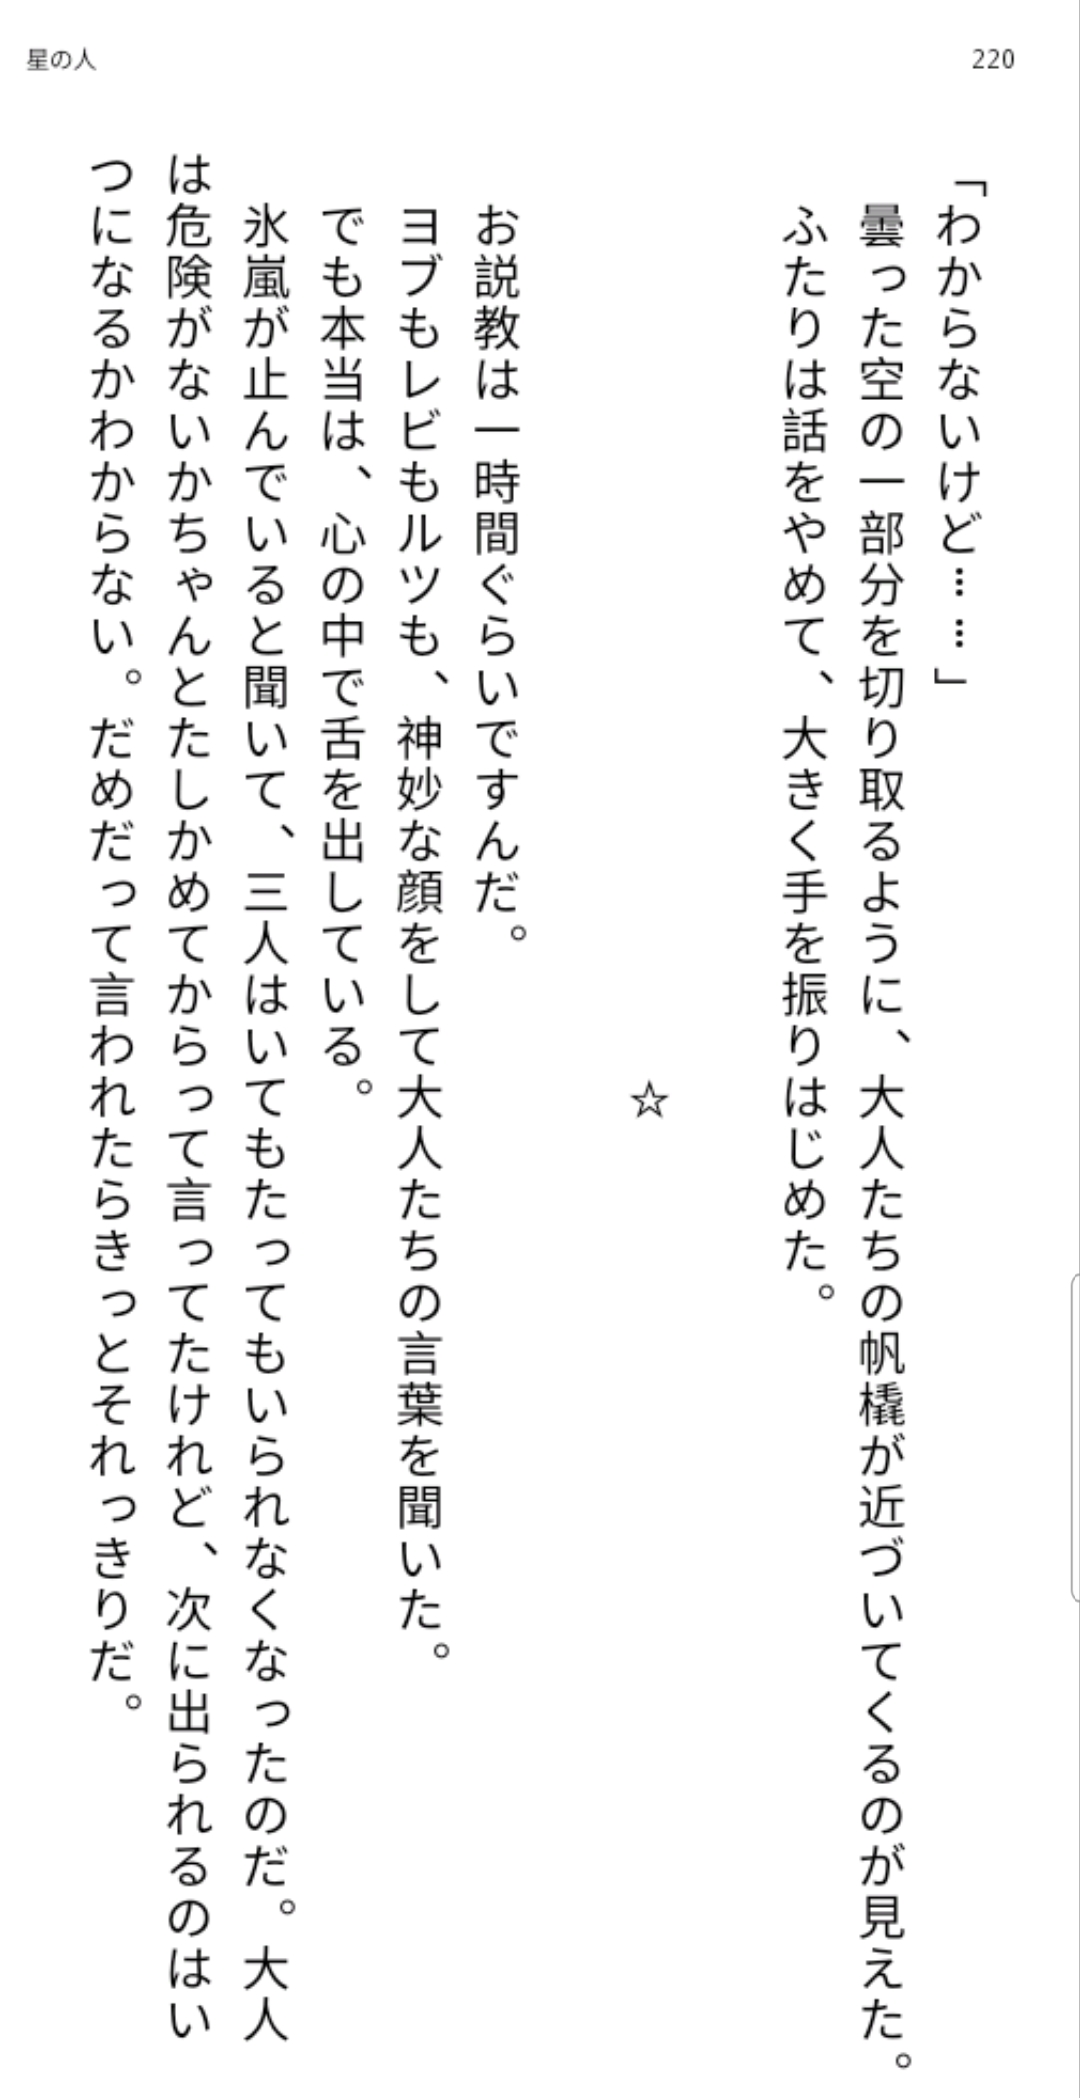 星の人
220
「わからないけど……」
曇った空の一部分を切り取るように、大人たちの帆橇が近づいてくるのが見えた。
ふたりは話をやめて、大きく手を振りはじめた。
☆
お説教は一時間ぐらいですんだ。
ヨブもレビもルツも、神妙な顔をして大人たちの言葉を聞いた。
でも本当は、心の中で舌を出している。
氷嵐が止んでいると聞いて、三人はいてもたってもいられなくなったのだ。大人
は危険がないかちゃんとたしかめてからって言ってたけれど、次に出られるのはい
つになるかわからない。だめだって言われたらきっとそれっきりだ。